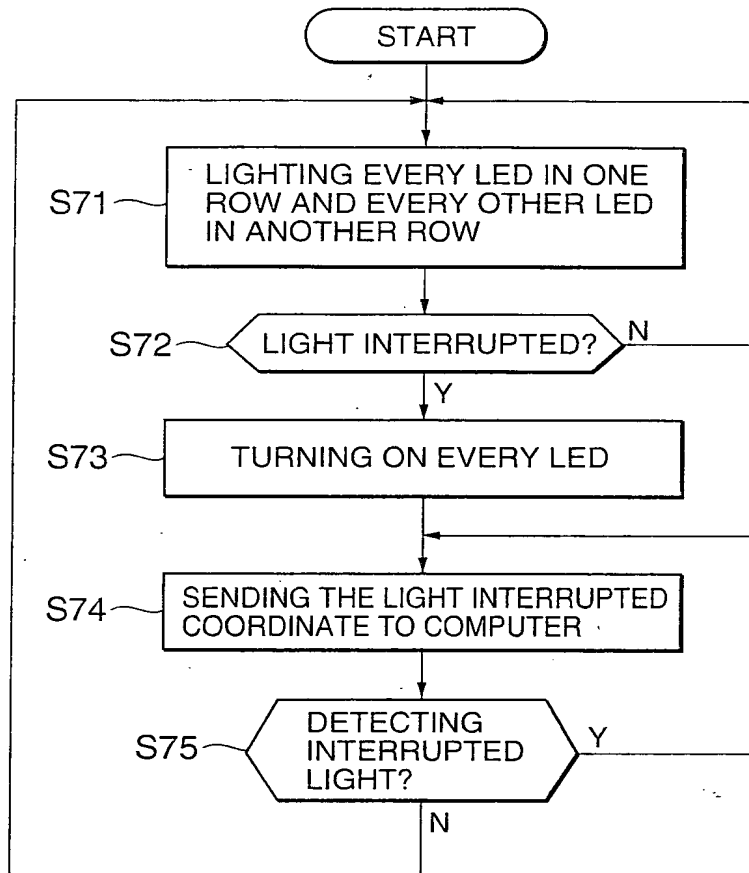 START
S71
LIGHTING EVERY LED IN ONE
ROW AND EVERY OTHER LED
IN ANOTHER ROW
S72
LIGHT INTERRUPTED?
N
Y
S73
TURNING ON EVERY LED
S74
SENDING THE LIGHT INTERRUPTED
COORDINATE TO COMPUTER
S75
DETECTING
INTERRUPTED
LIGHT?
Y
N